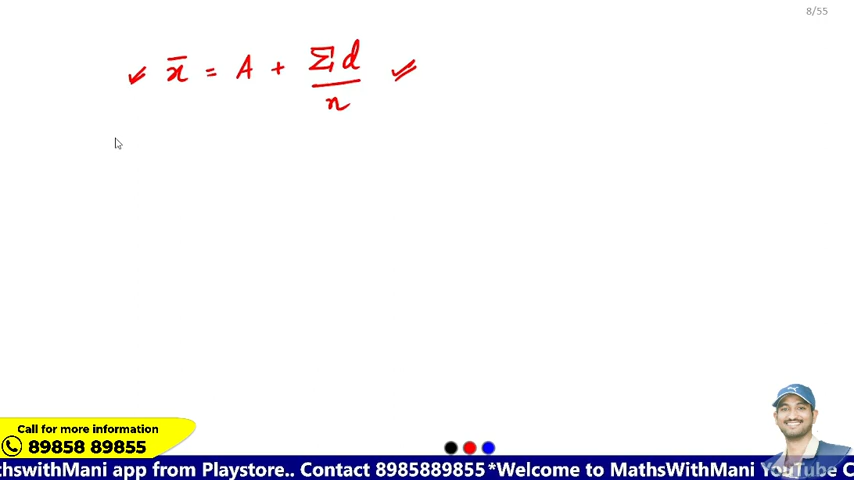 8/55
✓ x̄ = A + Σd/n ✓
Call for more information
89858 89855
thswithMani app from Playstore.. Contact 8985889855 *Welcome to MathsWithMani YouTube C